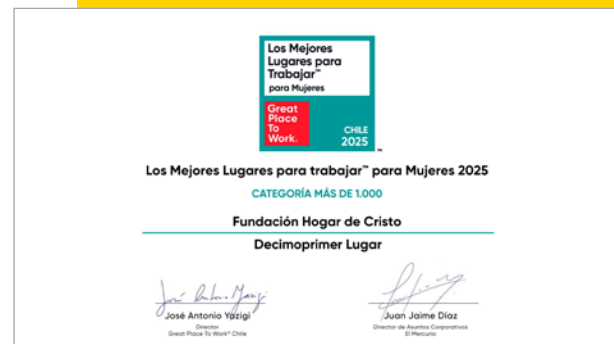 Los Mejores
Lugares para
Trabajar™
para Mujeres
Great
Place
To
Work.
CHILE
2025
™
Los Mejores Lugares para trabajar™ para Mujeres 2025
CATEGORÍA MÁS DE 1.000
Fundación Hogar de Cristo
Decimoprimer Lugar
José Antonio Yazigi
Director
Great Place To Work® Chile
Juan Jaime Díaz
Director de Asuntos Corporativos
El Mercurio